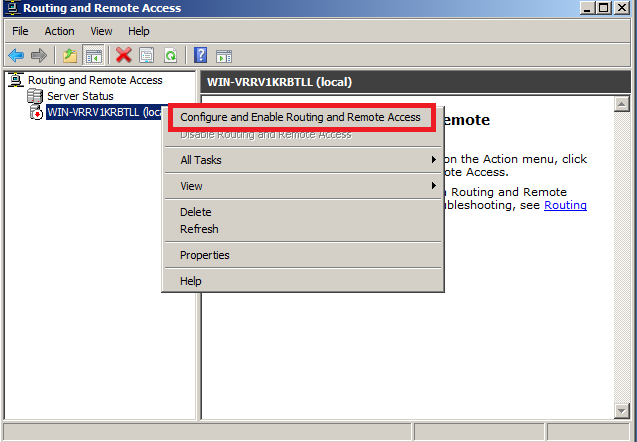 Routing and Remote Access
File Action View Help
Routing and Remote Access
Server Status
WIN-VRRV1KRBTLL (loca
WIN-VRRV1KRBTLL (local)
Configure and Enable Routing and Remote Access
Disable Routing and Remote Access
All Tasks
View
Delete
Refresh
Properties
Help
emote
on the Action menu, click
ote Access.
Routing and Remote
ubleshooting, see Routing